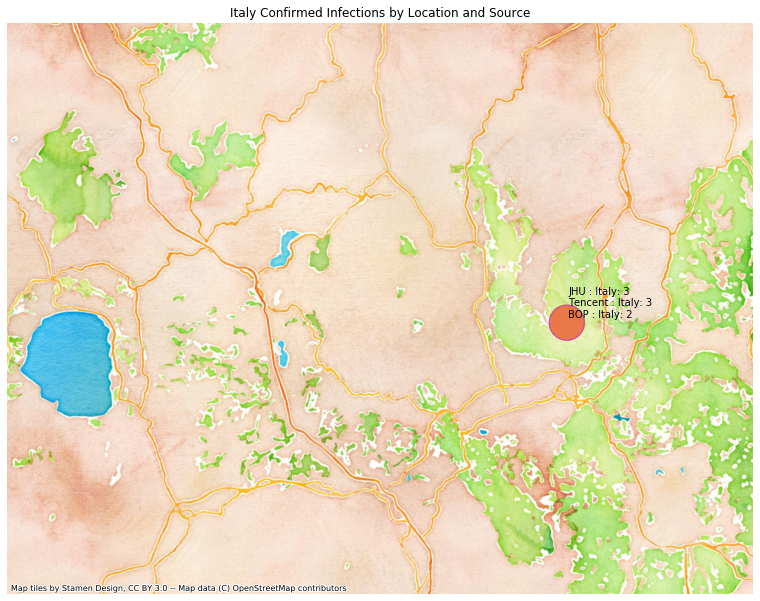 Italy Confirmed Infections by Location and Source
JHU : Italy: 3
Tencent : Italy: 3
BOP : Italy: 2
Map tiles by Stamen Design, CC BY 3.0 -- Map data (C) OpenStreetMap contributors